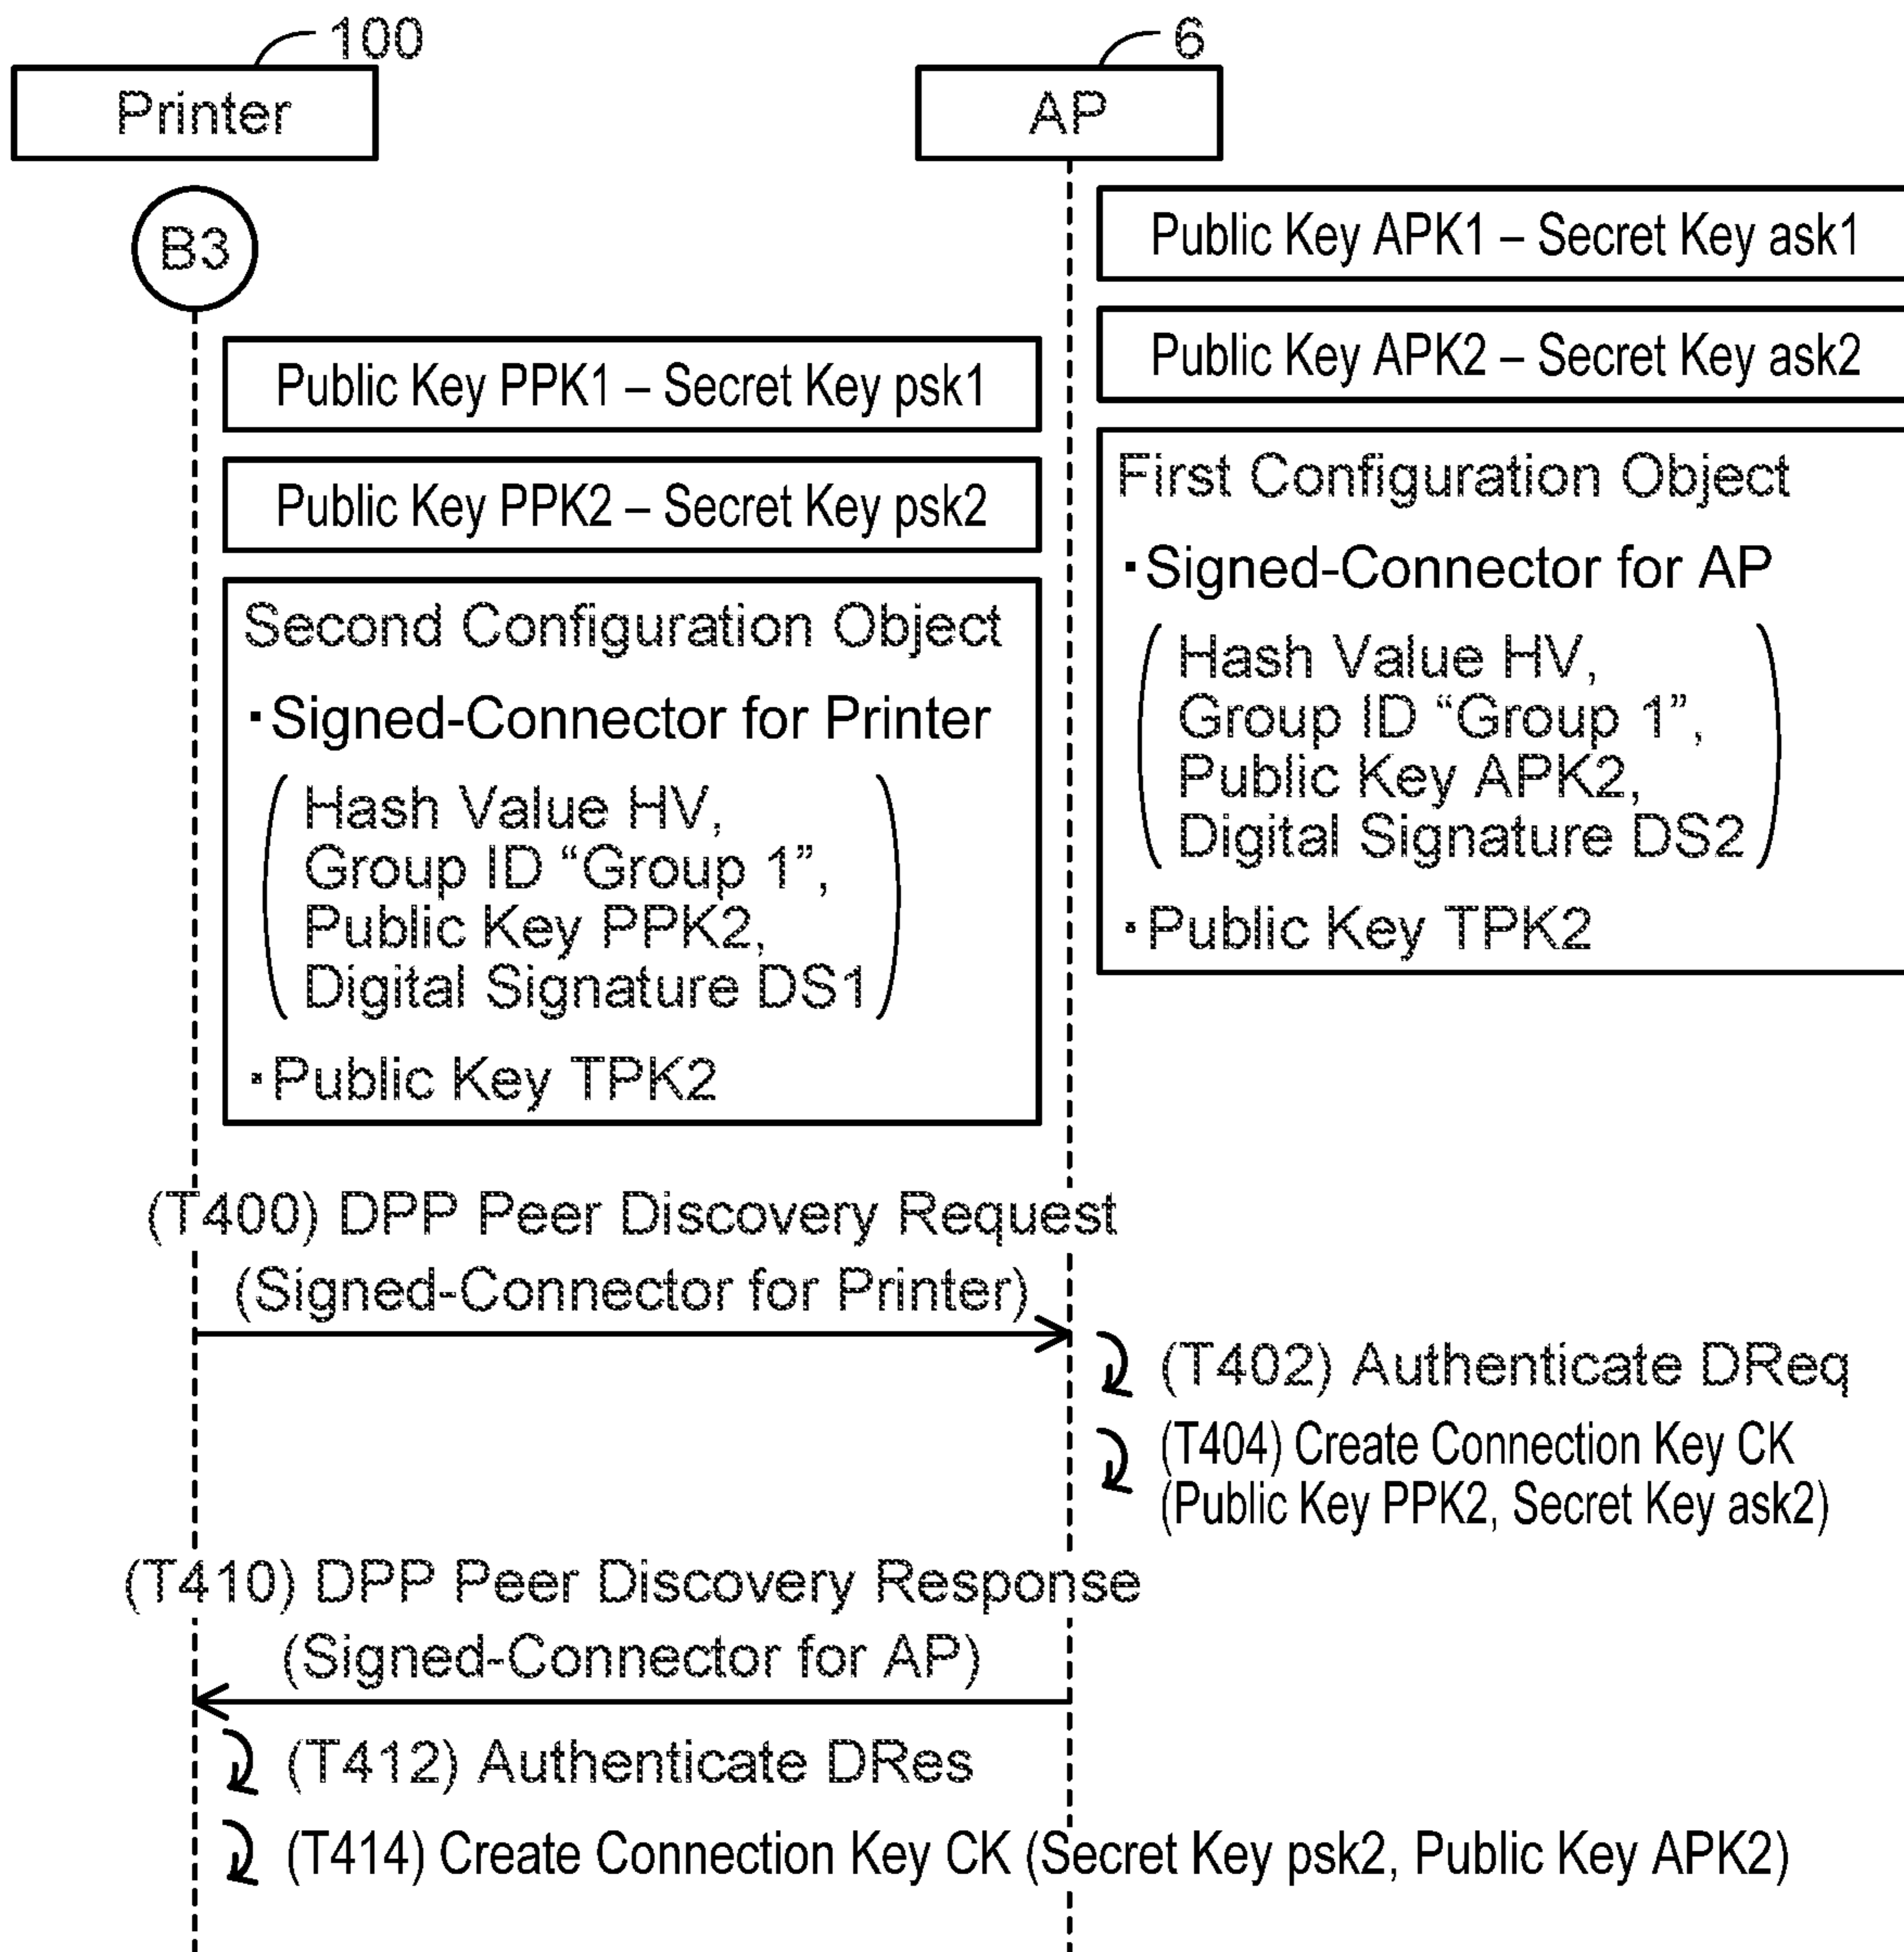 100
6
Printer
AP
B3
Public Key APK1 – Secret Key ask1
Public Key APK2 – Secret Key ask2
Public Key PPK1 – Secret Key psk1
Public Key PPK2 – Secret Key psk2
First Configuration Object
・Signed-Connector for AP
Hash Value HV,
Group ID “Group 1”,
Public Key APK2,
Digital Signature DS2
・Public Key TPK2
Second Configuration Object
・Signed-Connector for Printer
Hash Value HV,
Group ID “Group 1”,
Public Key PPK2,
Digital Signature DS1
・Public Key TPK2
(T400) DPP Peer Discovery Request
(Signed-Connector for Printer)
(T402) Authenticate DReq
(T404) Create Connection Key CK
(Public Key PPK2, Secret Key ask2)
(T410) DPP Peer Discovery Response
(Signed-Connector for AP)
(T412) Authenticate DRes
(T414) Create Connection Key CK (Secret Key psk2, Public Key APK2)